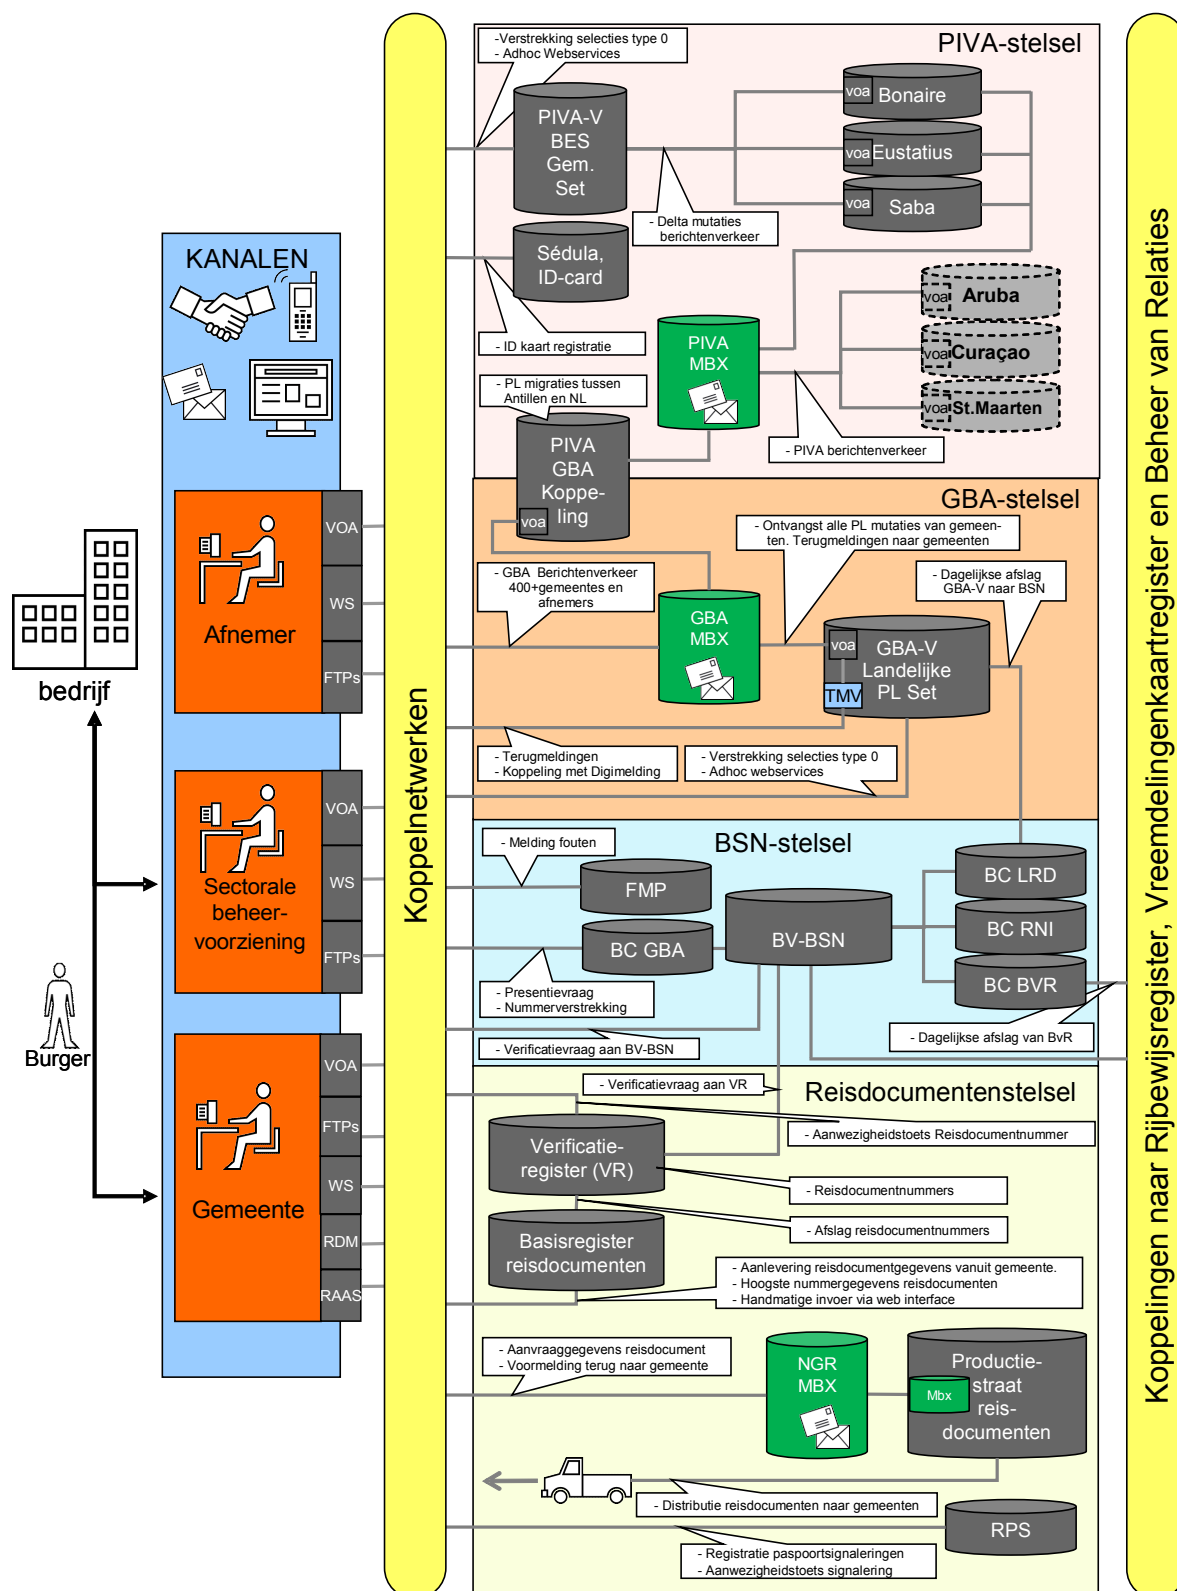 -Verstrekking selecties type 0
- Adhoc Webservices
PIVA-stelsel
PIVA-V
BES
Gem.
Set
voa
Bonaire
voa
Eustatius
voa
Saba
- Delta mutaties
berichtenverkeer
Sédula,
ID-card
- ID kaart registratie
voa
Aruba
voa
Curaçao
voa
St.Maarten
PIVA
MBX
- PL migraties tussen
Antillen en NL
- PIVA berichtenverkeer
PIVA
GBA
Koppe-
ling
voa
KANALEN
VOA
WS
FTPs
Afnemer
bedrijf
VOA
WS
FTPs
Sectorale
beheer-
voorziening
Burger
VOA
FTPs
WS
RDM
RAAS
Gemeente
Koppelnetwerken
GBA-stelsel
- Ontvangst alle PL mutaties van gemeen-
ten. Terugmeldingen naar gemeenten
- GBA  Berichtenverkeer
400+gemeentes en
afnemers
- Dagelijkse afslag
GBA-V naar BSN
GBA
MBX
voa
TMV
GBA-V
Landelijke
PL Set
- Terugmeldingen
- Koppeling met Digimelding
- Verstrekking selecties type 0
- Adhoc webservices
BSN-stelsel
- Melding fouten
FMP
BC GBA
BV-BSN
BC LRD
BC RNI
BC BVR
- Presentievraag
- Nummerverstrekking
- Verificatievraag aan BV-BSN
- Dagelijkse afslag van BvR
Reisdocumentenstelsel
- Verificatievraag aan VR
- Aanwezigheidstoets Reisdocumentnummer
Verificatie-
register (VR)
- Reisdocumentnummers
- Afslag reisdocumentnummers
Basisregister
reisdocumenten
- Aanlevering reisdocumentgegevens vanuit gemeente.
- Hoogste nummergegevens reisdocumenten
- Handmatige invoer via web interface
- Aanvraaggegevens reisdocument
- Voormelding terug naar gemeente
NGR
MBX
Mbx
Productie-
straat
reis-
documenten
- Distributie reisdocumenten naar gemeenten
RPS
- Registratie paspoortsignaleringen
- Aanwezigheidstoets signalering
Koppelingen naar Rijbewijsregister, Vreemdelingenkaartregister en Beheer van Relaties